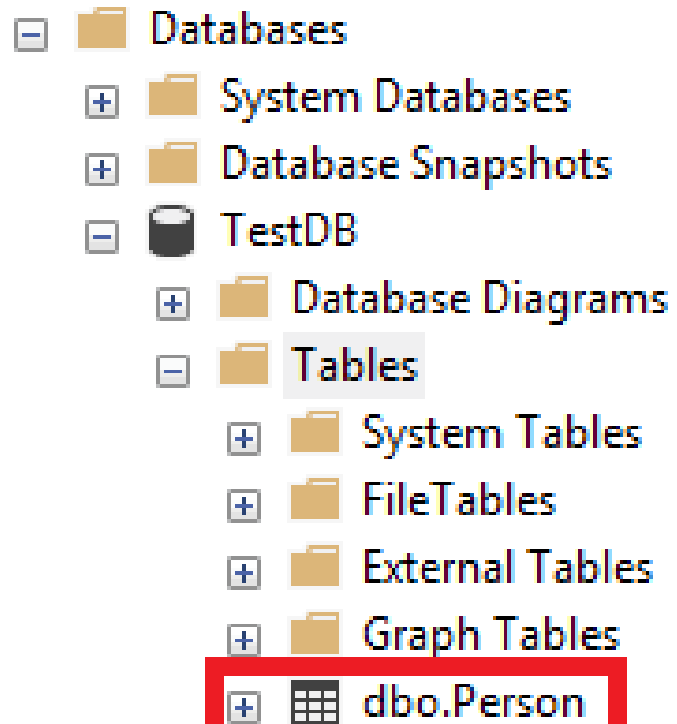 Databases
System Databases
Database Snapshots
TestDB
Database Diagrams
Tables
System Tables
FileTables
External Tables
Graph Tables
dbo.Person